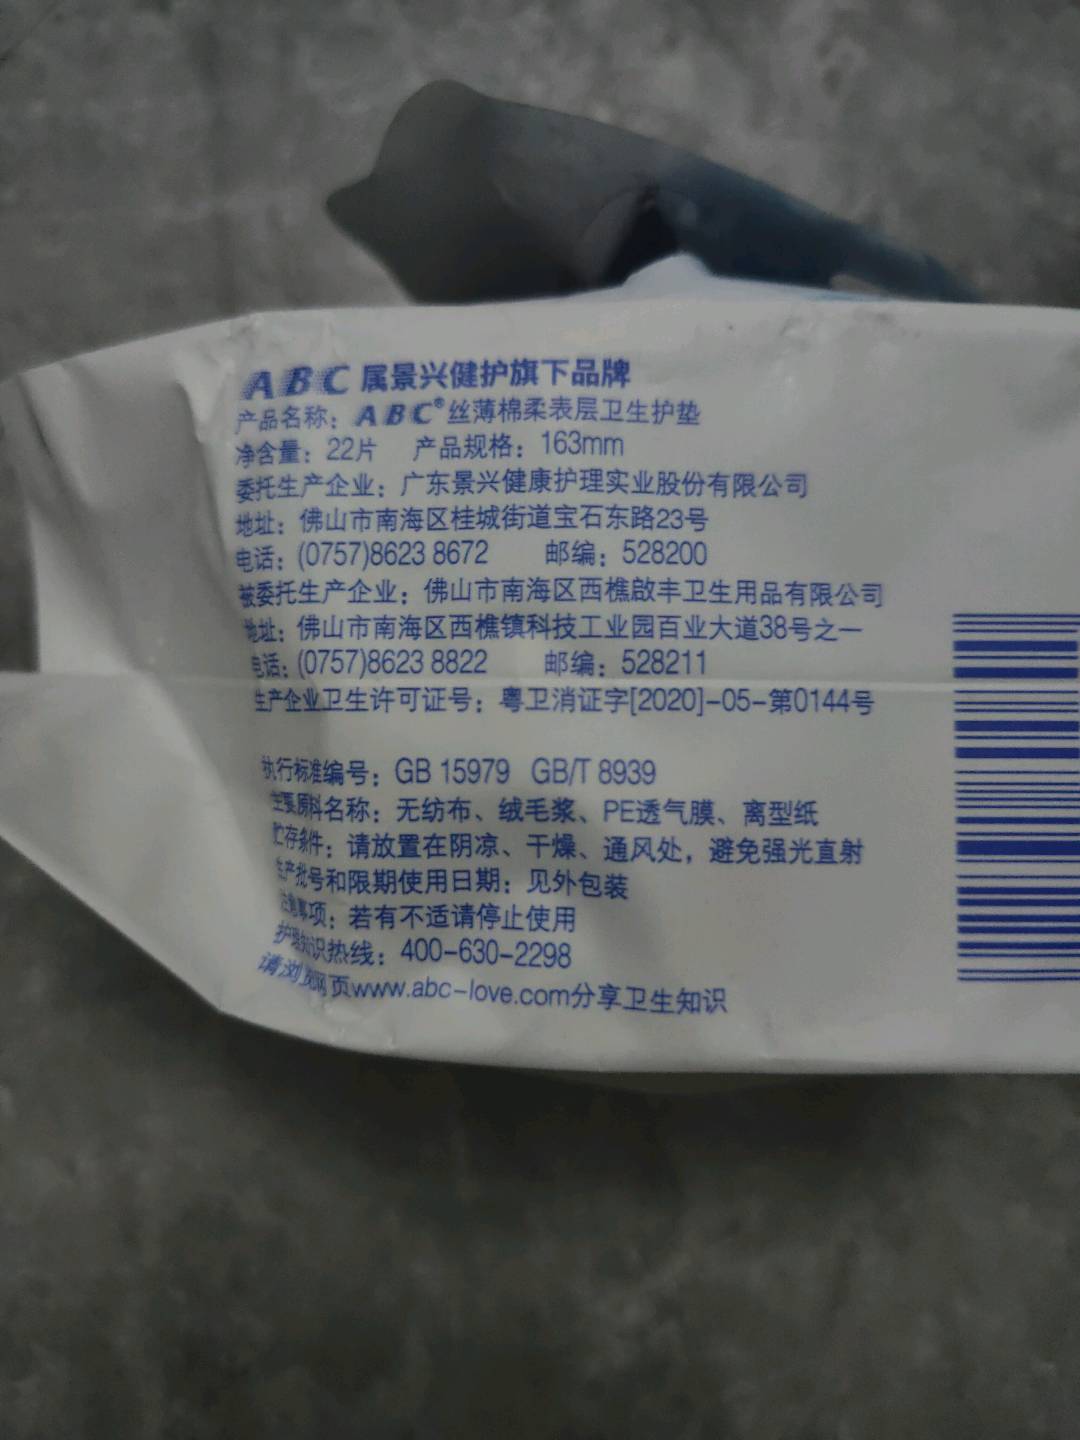 ABC 属景兴健护旗下品牌
产品名称：ABC®丝薄棉柔表层卫生护垫
净含量：22片 产品规格：163mm
委托生产企业：广东景兴健康护理实业股份有限公司
地址：佛山市南海区桂城街道宝石东路23号
电话：(0757)8623 8672 邮编：528200
被委托生产企业：佛山市南海区西樵啟丰卫生用品有限公司
地址：佛山市南海区西樵镇科技工业园百业大道38号之一
电话：(0757)8623 8822 邮编：528211
生产企业卫生许可证号：粤卫消证字[2020]-05-第0144号
执行标准编号：GB 15979 GB/T 8939
主要原料名称：无纺布、绒毛浆、PE透气膜、离型纸
贮存条件：请放置在阴凉、干燥、通风处，避免强光直射
生产批号和限期使用日期：见外包装
注意事项：若有不适请停止使用
护理知识热线：400-630-2298
请浏览网页www.abc-love.com分享卫生知识